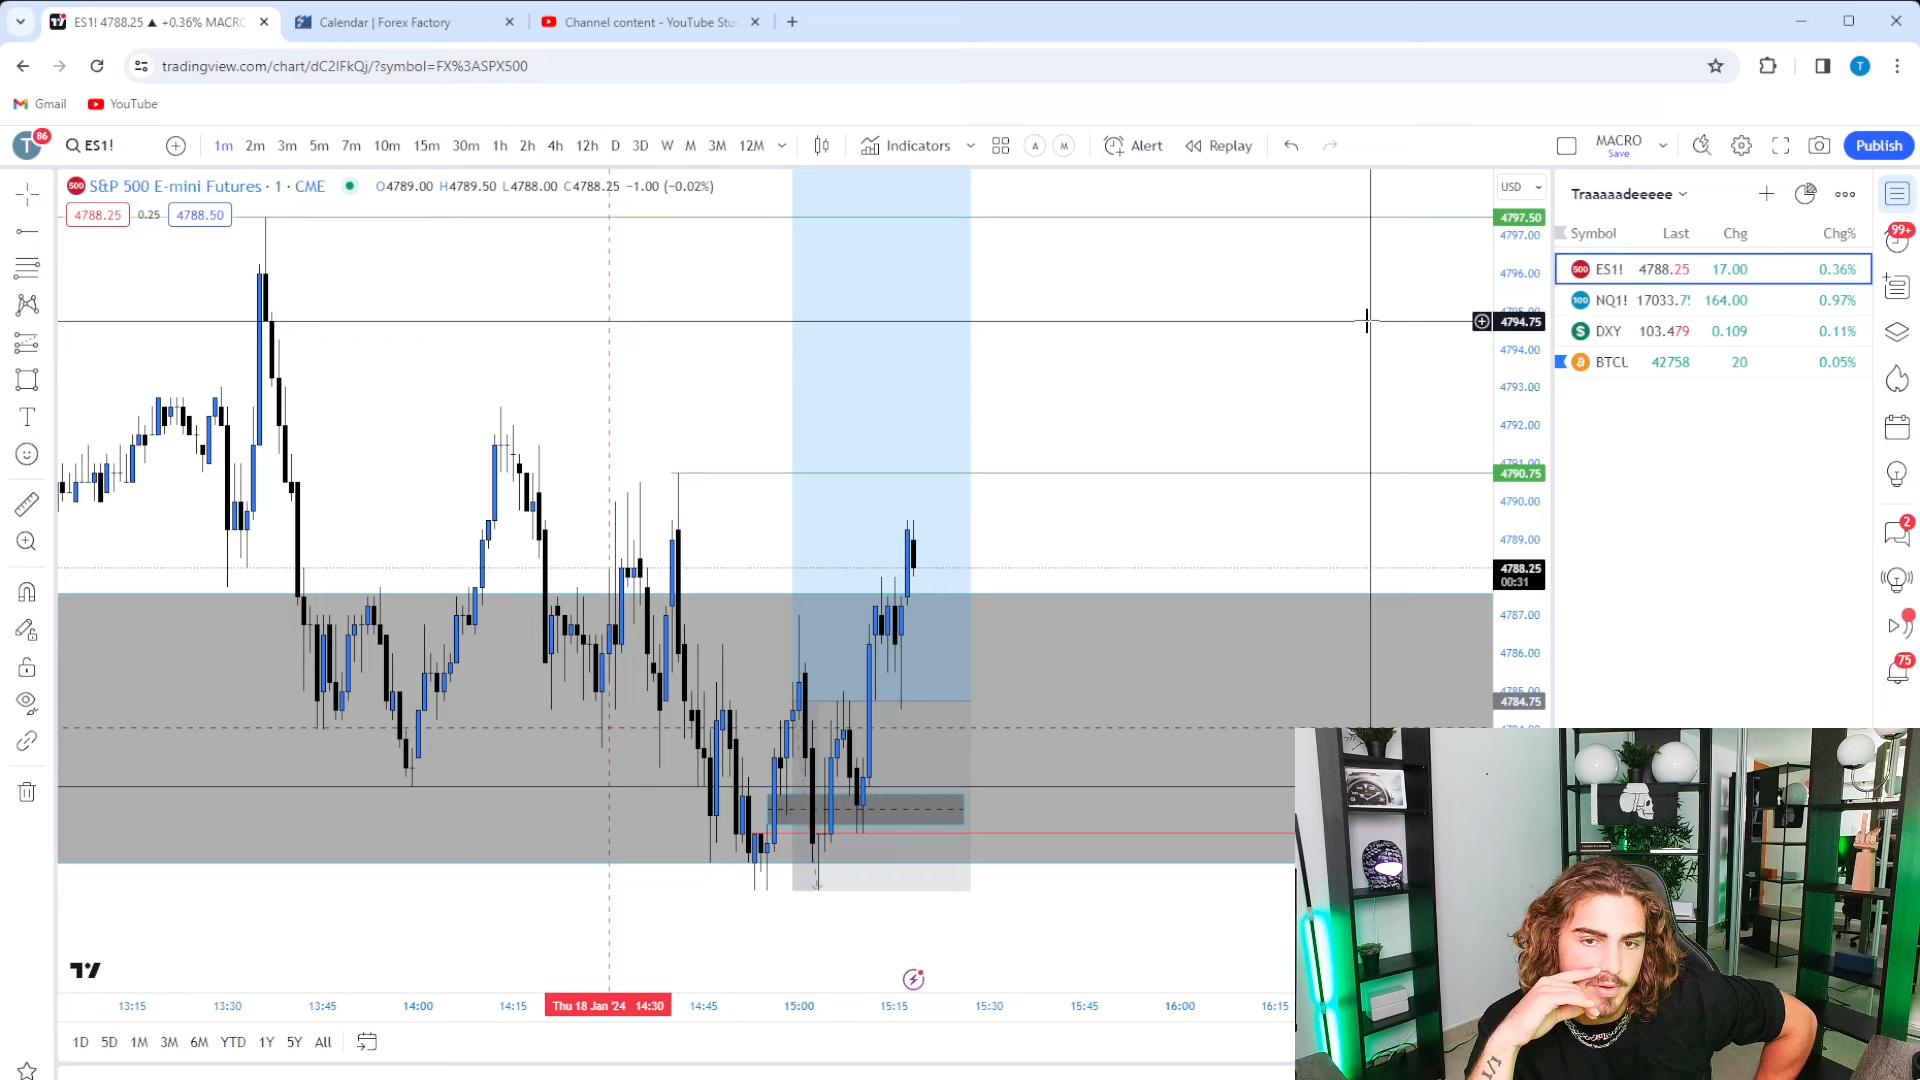 ES1! 4788.25 ▲ +0.36% MACRO
Calendar | Forex Factory
Channel content - YouTube Stu
tradingview.com/chart/dC2IFkQj/?symbol=FX%3ASPX500
T
Gmail
YouTube
T
86
ES1!
1m 2m 3m 5m 7m 10m 15m 30m 1h 2h 4h 12h D 3D W M 3M 12M
Indicators
A
M
Alert
Replay
MACRO
Save
Publish
500
S&P 500 E-mini Futures · 1 · CME
O4789.00 H4789.50 L4788.00 C4788.25 −1.00 (−0.02%)
4788.25
0.25
4788.50
USD
4797.50
4797.00
4796.00
4794.75
4794.00
4793.00
4792.00
4790.75
4790.00
4789.00
4788.25
00:31
4787.00
4786.00
4784.75
Traaaaadeeeee
Symbol Last Chg Chg%
500 ES1! 4788.25 17.00 0.36%
100 NQ1! 164.00 0.97%
DXY 103.479 0.109 0.11%
42758 20 0.05%
99+
2
75
13:15 13:30 13:45 14:00 14:15 Thu 18 Jan '24 14:30 14:45 15:00 15:15 15:30 15:45 16:00 16:15
1D 5D 1M 3M 6M YTD 1Y 5Y All